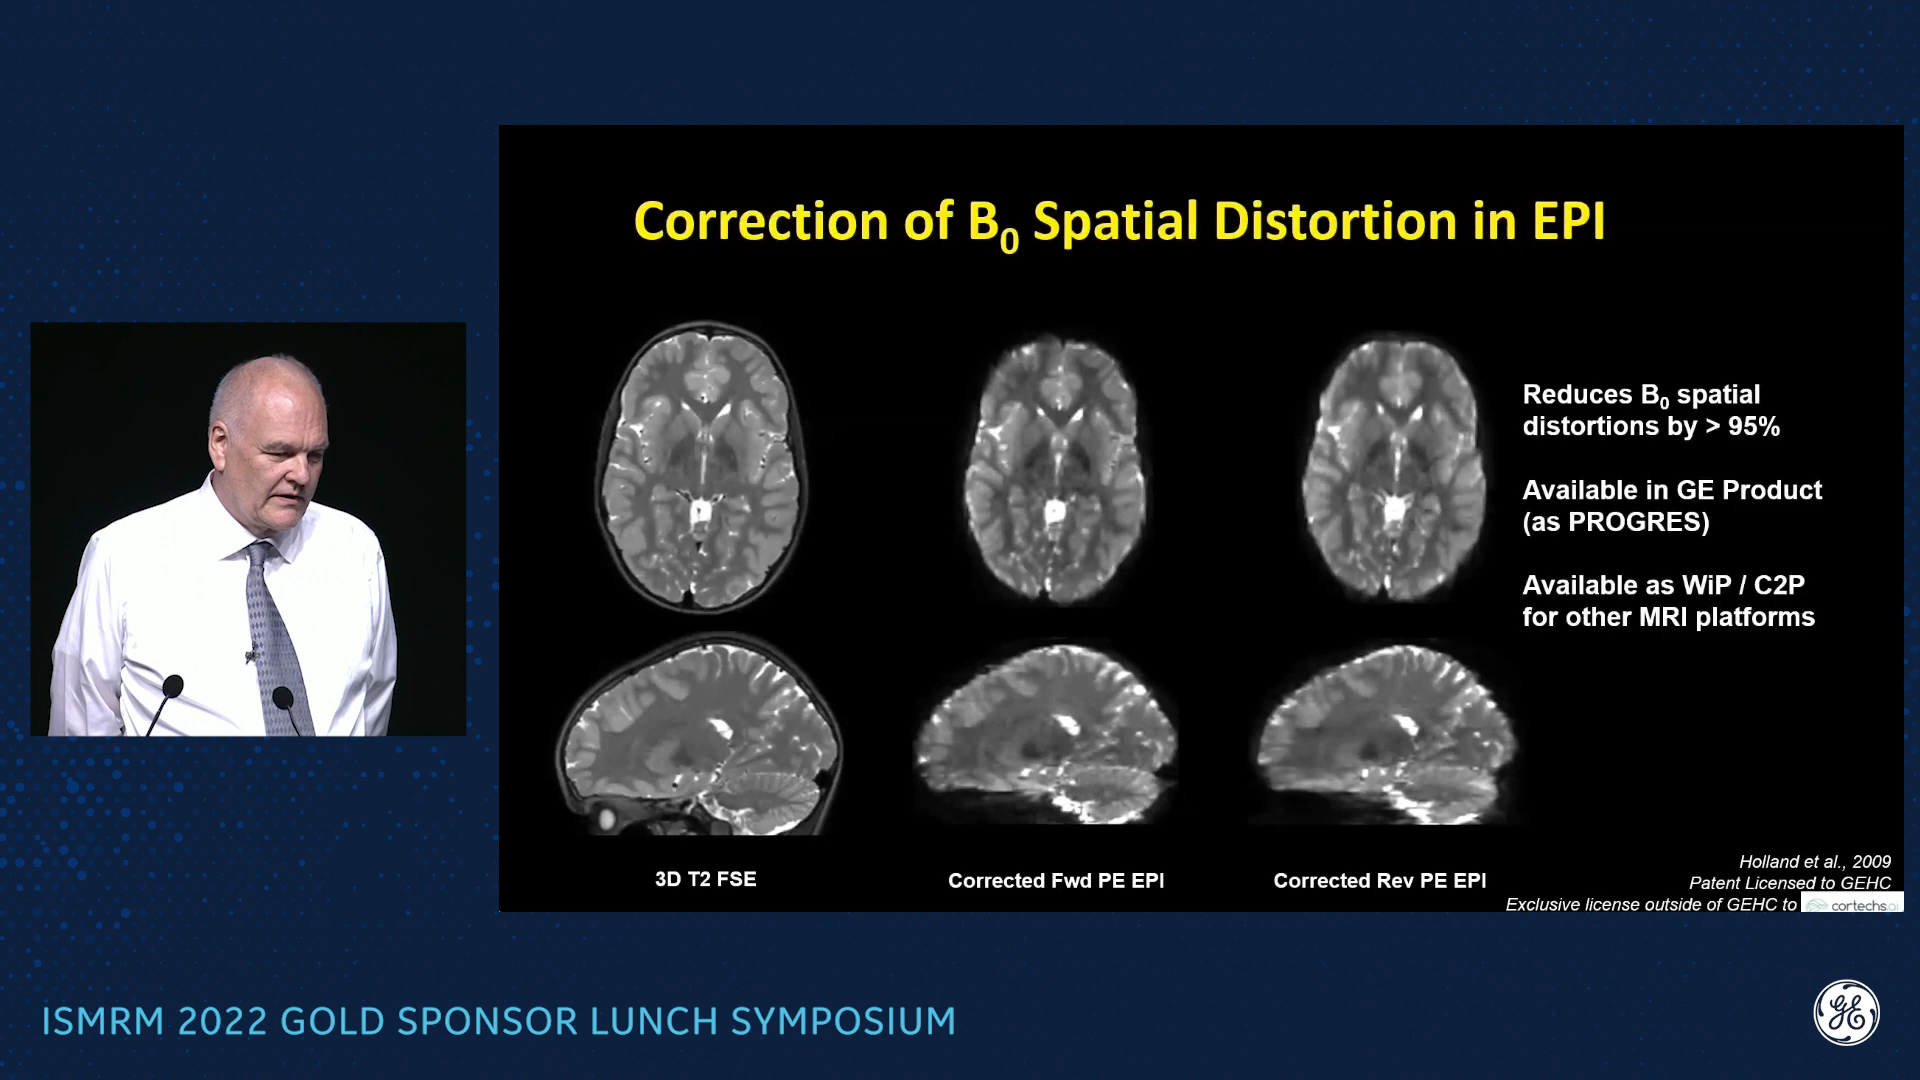 Correction of B0 Spatial Distortion in EPI
Reduces B0 spatial
distortions by > 95%
Available in GE Product
(as PROGRES)
Available as WiP / C2P
for other MRI platforms
3D T2 FSE
Corrected Fwd PE EPI
Corrected Rev PE EPI
Holland et al., 2009
Patent Licensed to GEHC
Exclusive license outside of GEHC to cortechs.ai
ISMRM 2022 GOLD SPONSOR LUNCH SYMPOSIUM
GE